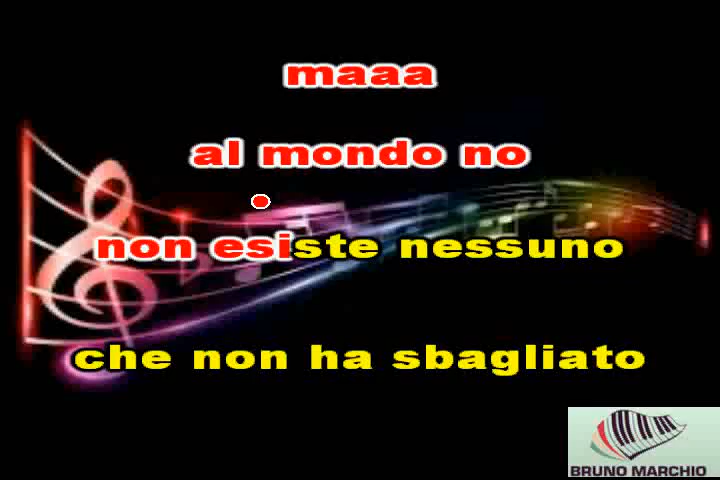 maaa
al mondo no
non esiste nessuno
che non ha sbagliato
BRUNO MARCHIO